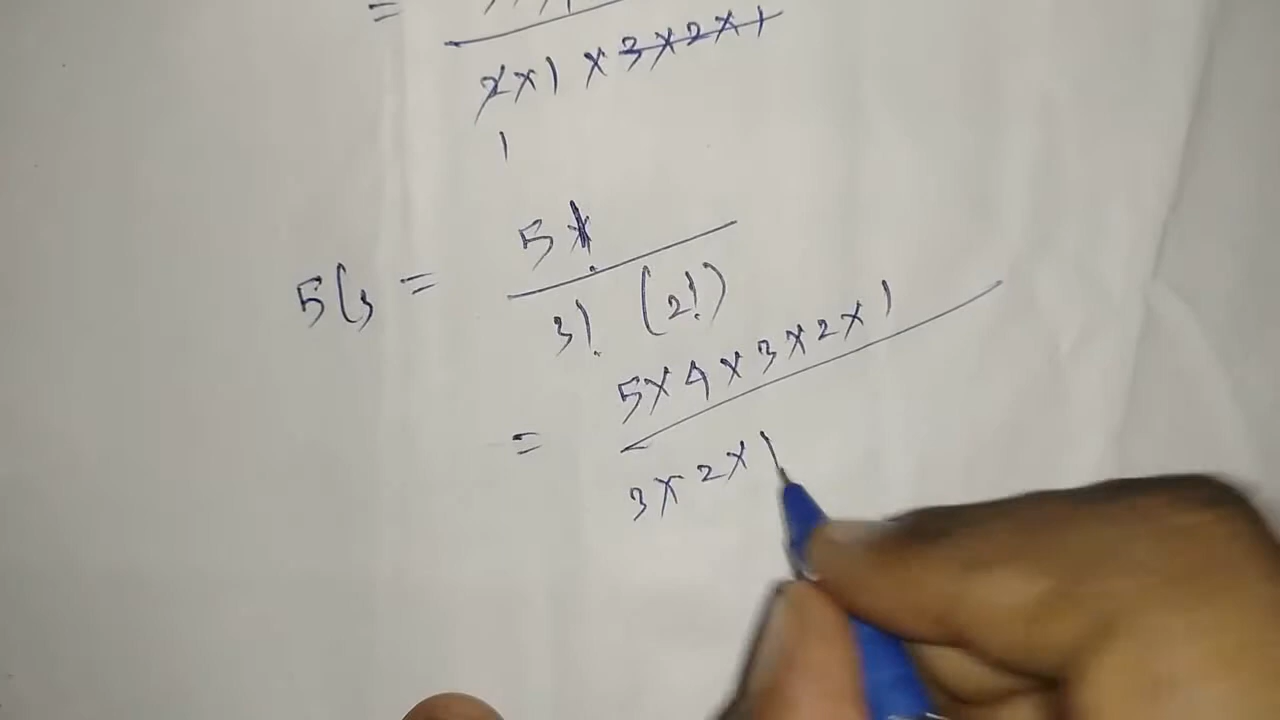 =
2×1 × 3×2×1
1
5C3 = 5! / 3! (2!)
= 5×4×3×2×1 / 3×2×1